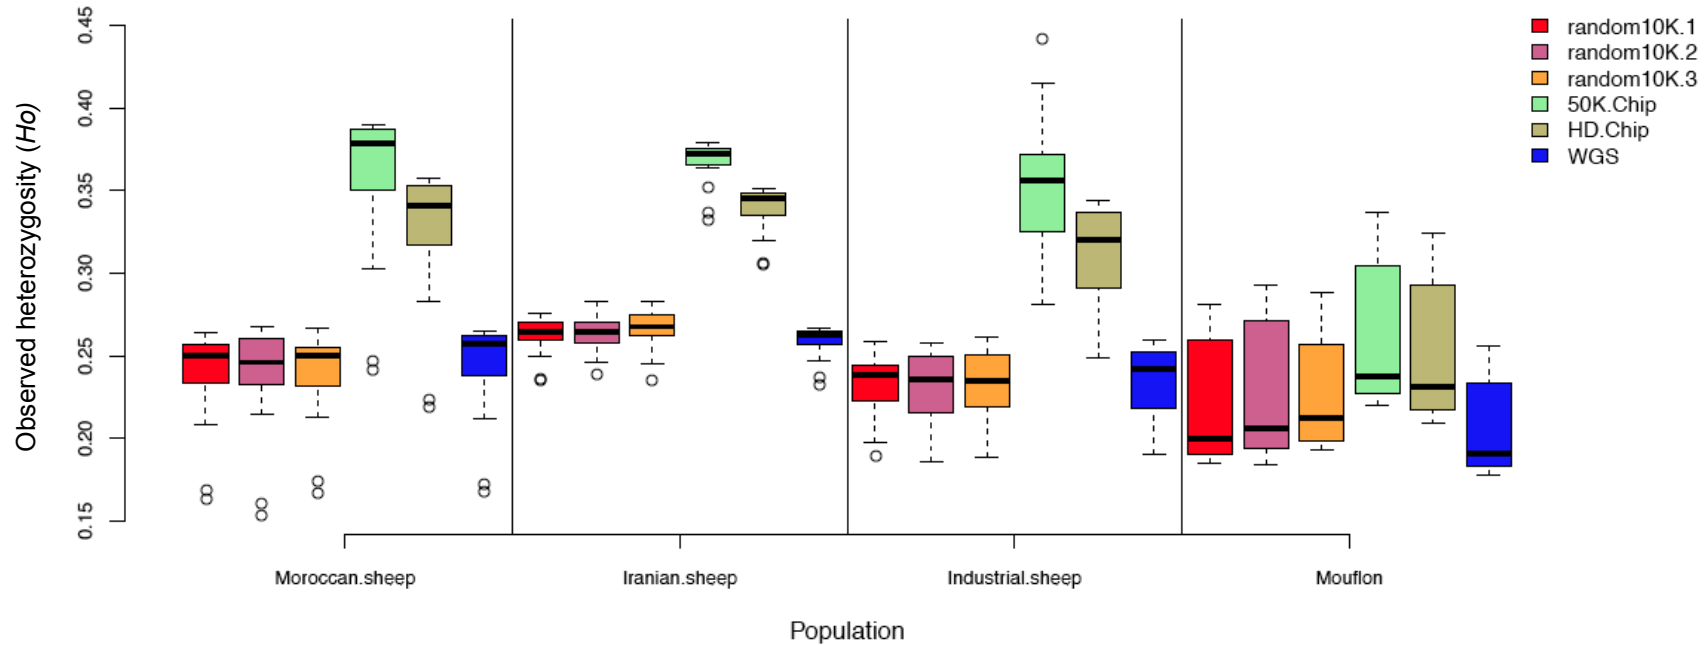 Observed heterozygosity (Ho)
0.45
0.40
0.35
0.30
0.25
0.20
0.15
random10K.1
random10K.2
random10K.3
50K.Chip
HD.Chip
WGS
Moroccan.sheep
Iranian.sheep
Industrial.sheep
Mouflon
Population